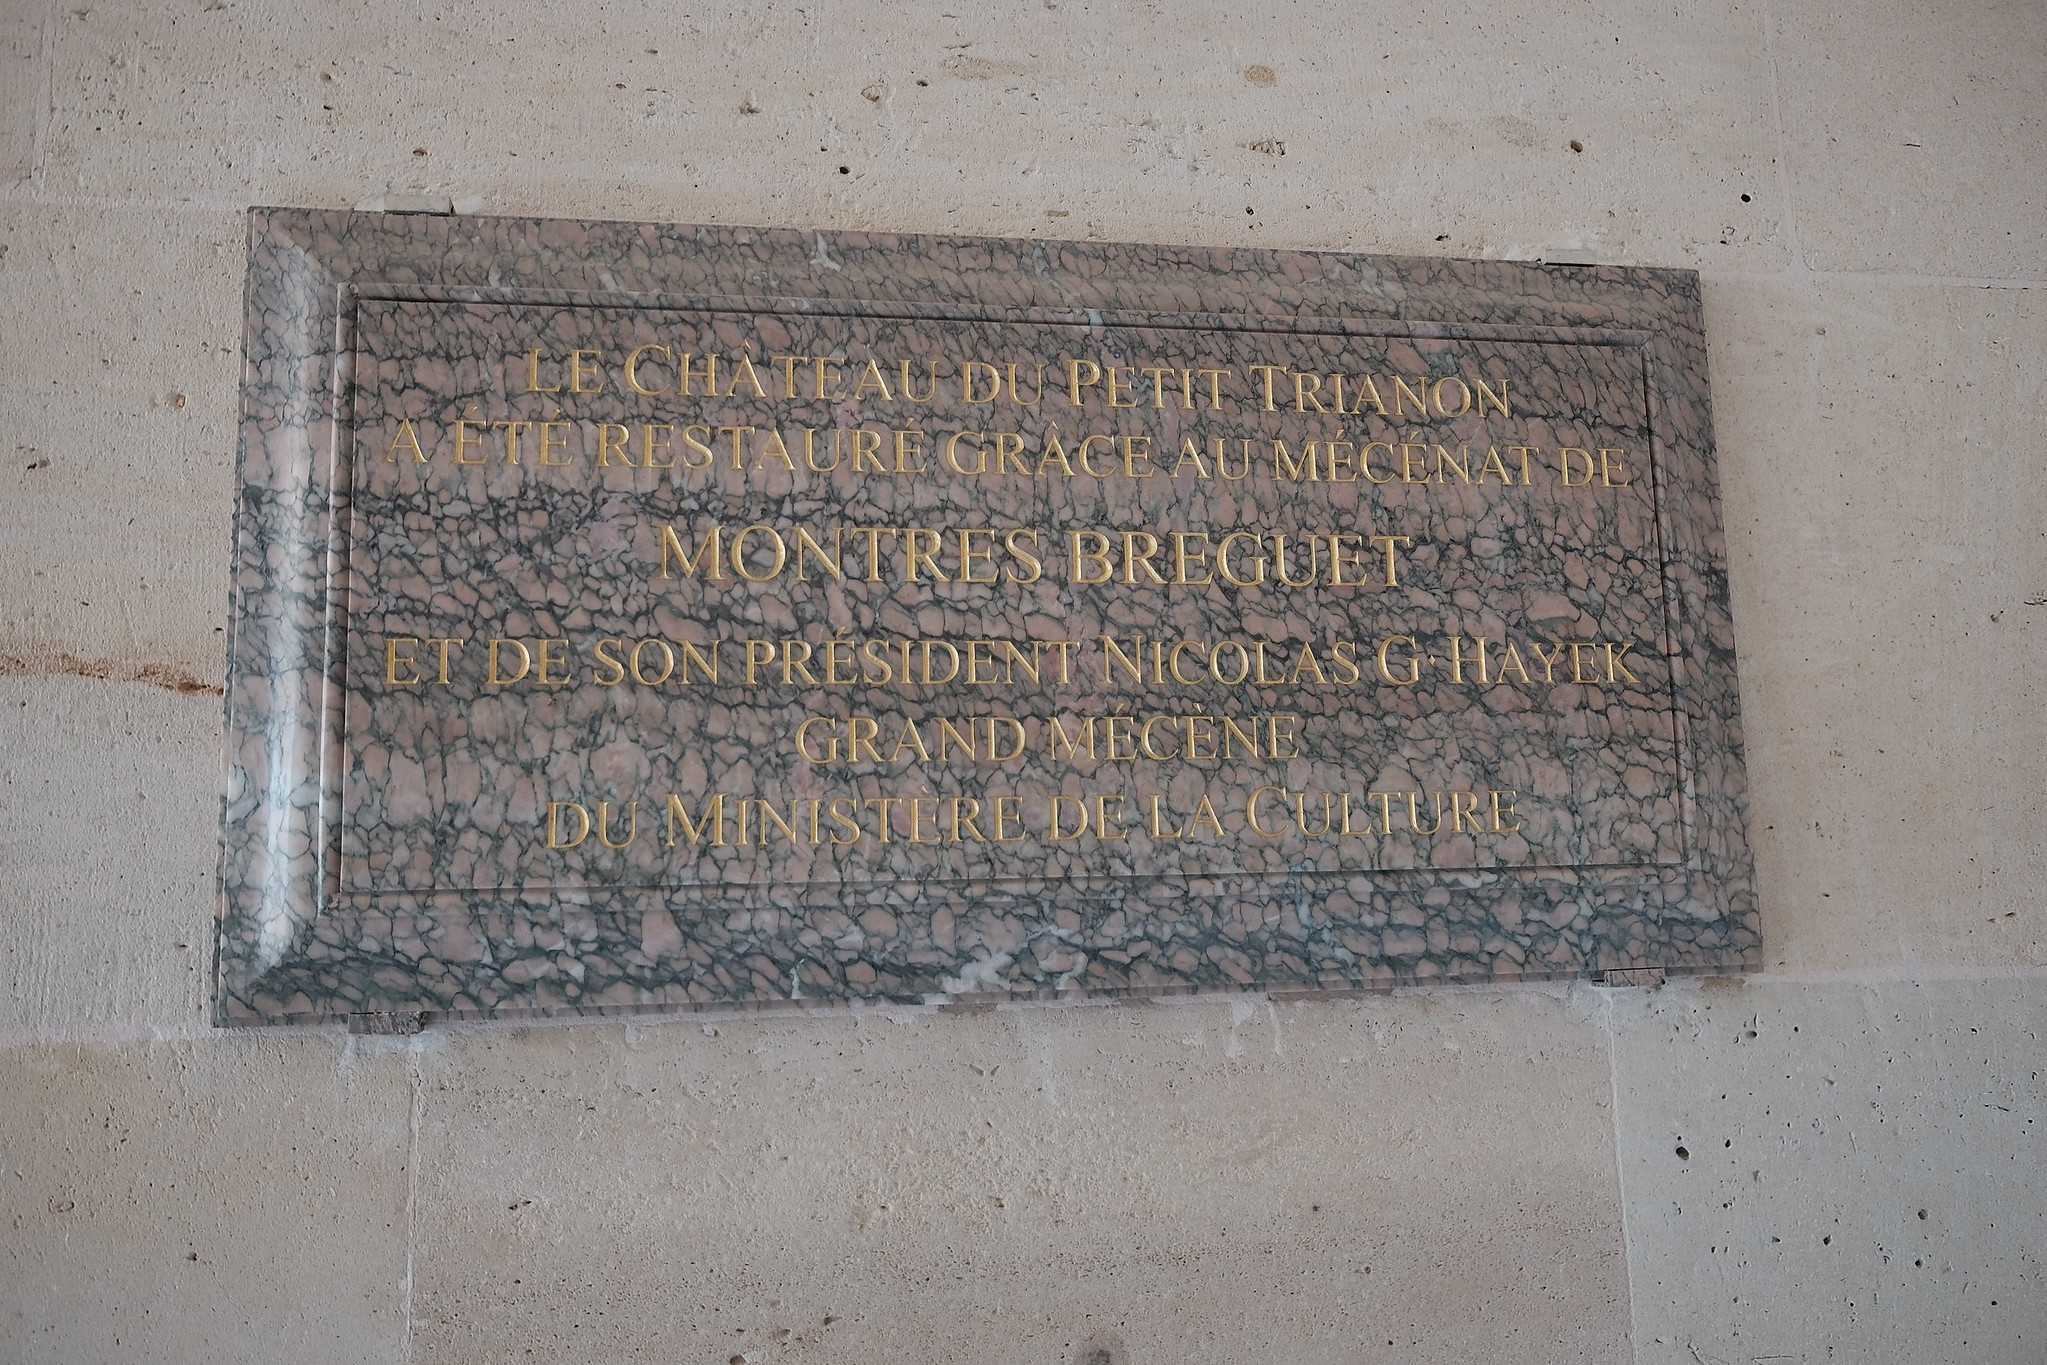 LE CHÀTEAU DU PETIT TRIANON
A ÉTÉ RESTAURÉ GRÂCE AU MÉCÉNAT DE
MONTRES BREGUET
ET DE SON PRÉSIDENT NICOLAS G·HAYEK
GRAND MÉCÈNE
DU MINISTÈRE DE LA CULTURE